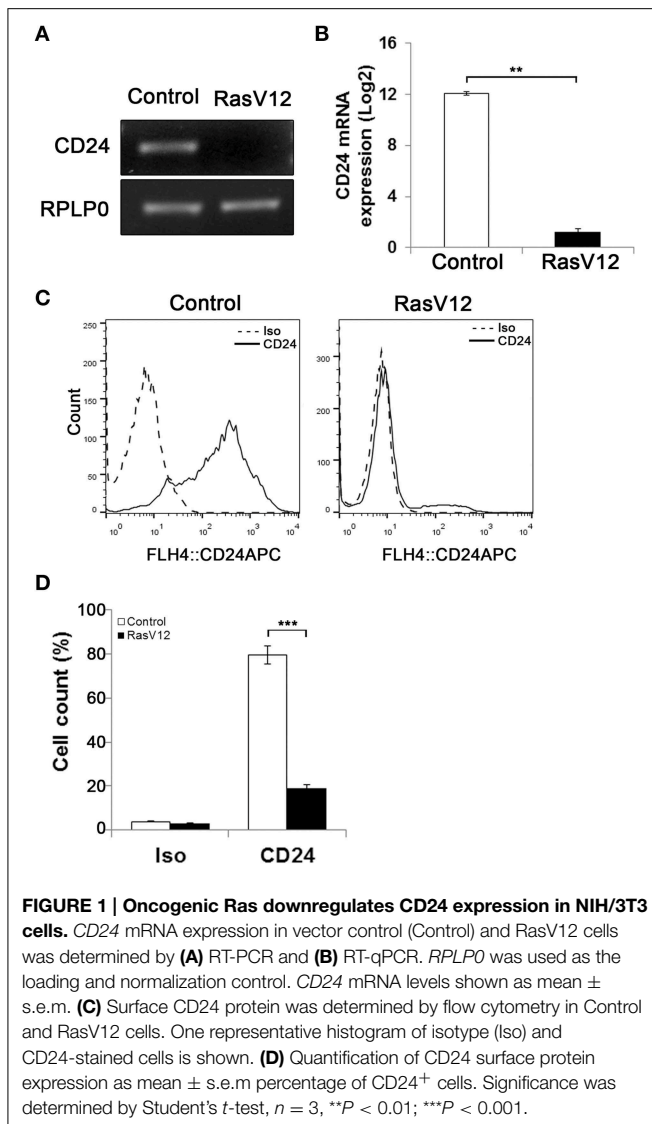 A
Control RasV12
CD24
RPLP0
B
CD24 mRNA
expression (Log2)
16
12
8
4
0
**
Control RasV12
C
Control
Count
250
200
150
100
50
0
Iso
CD24
10^0 10^1 10^2 10^3 10^4
FLH4::CD24APC
RasV12
300
200
100
0
Iso
CD24
10^0 10^1 10^2 10^3 10^4
FLH4::CD24APC
D
Cell count (%)
100
80
60
40
20
0
Control
RasV12
***
Iso CD24
FIGURE 1 | Oncogenic Ras downregulates CD24 expression in NIH/3T3
cells. CD24 mRNA expression in vector control (Control) and RasV12 cells
was determined by (A) RT-PCR and (B) RT-qPCR. RPLP0 was used as the
loading and normalization control. CD24 mRNA levels shown as mean ±
s.e.m. (C) Surface CD24 protein was determined by flow cytometry in Control
and RasV12 cells. One representative histogram of isotype (Iso) and
CD24-stained cells is shown. (D) Quantification of CD24 surface protein
expression as mean ± s.e.m percentage of CD24+ cells. Significance was
determined by Student's t-test, n = 3, **P < 0.01; ***P < 0.001.